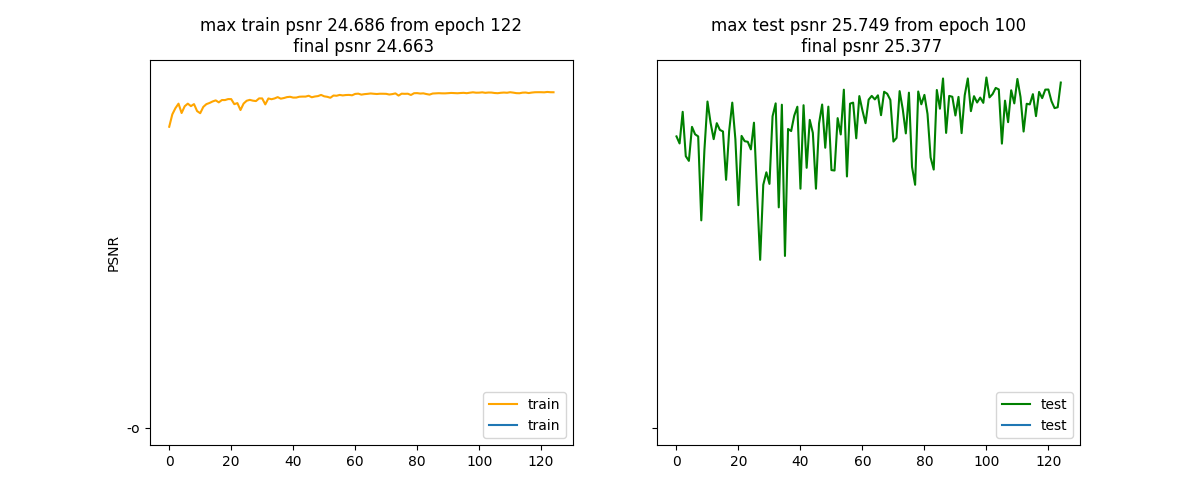 max train psnr 24.686 from epoch 122
final psnr 24.663
max test psnr 25.749 from epoch 100
final psnr 25.377
PSNR
-o
train
train
test
test
0 20 40 60 80 100 120
0 20 40 60 80 100 120